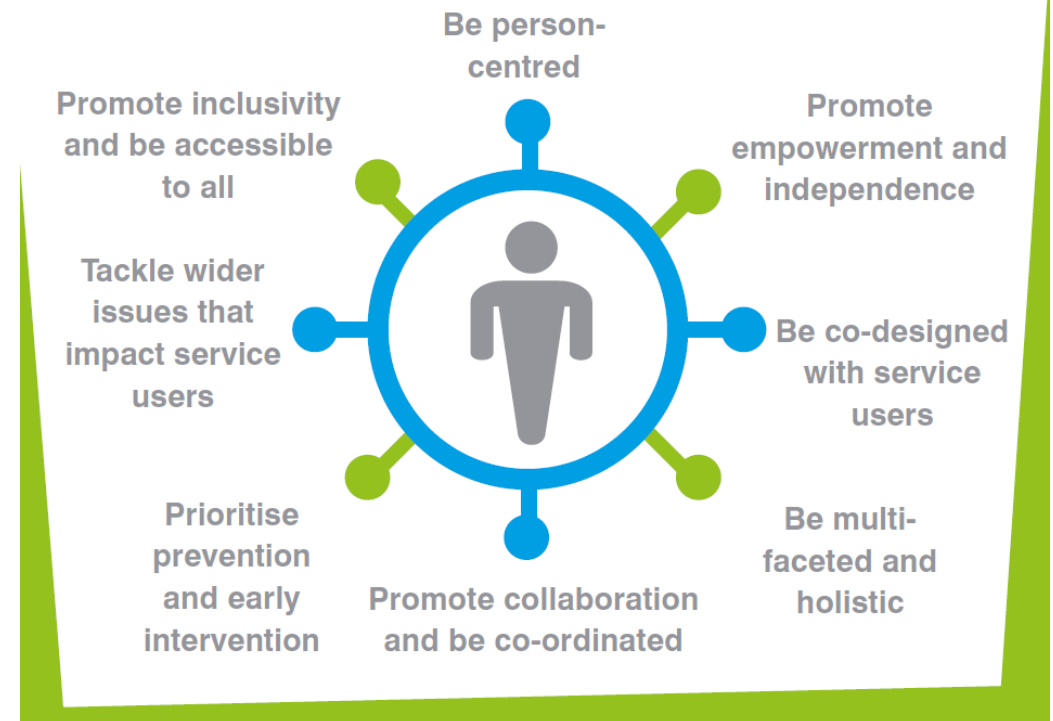 Be person-
centred
Promote
empowerment and
independence
Be co-designed
with service
users
Be multi-
faceted and
holistic
Promote collaboration
and be co-ordinated
Prioritise
prevention
and early
intervention
Tackle wider
issues that
impact service
users
Promote inclusivity
and be accessible
to all